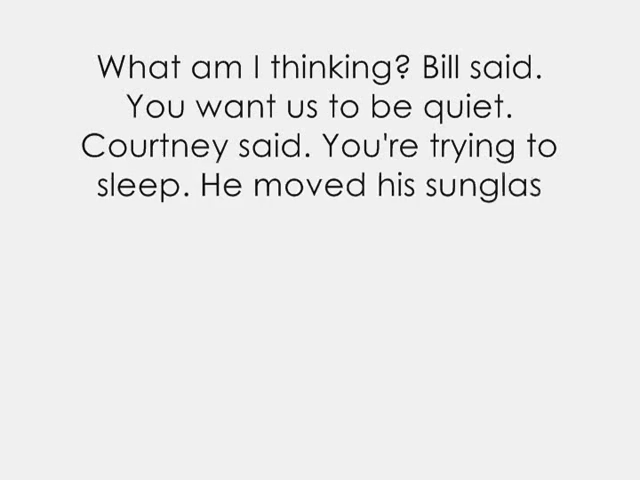 What am I thinking? Bill said.
You want us to be quiet.
Courtney said. You're trying to
sleep. He moved his sunglas